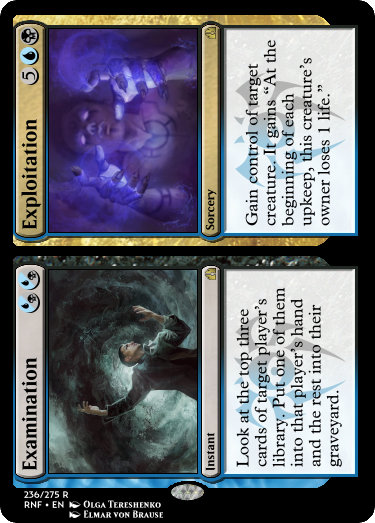 Examination
Instant
Look at the top three
cards of target player's
library. Put one of them
into that player's hand
and the rest into their
graveyard.
Exploitation
5
Sorcery
Gain control of target
creature. It gains “At the
beginning of each
upkeep, this creature's
owner loses 1 life.”
236/275 R
RNF • EN Olga Tereshenko
Elmar von Brause